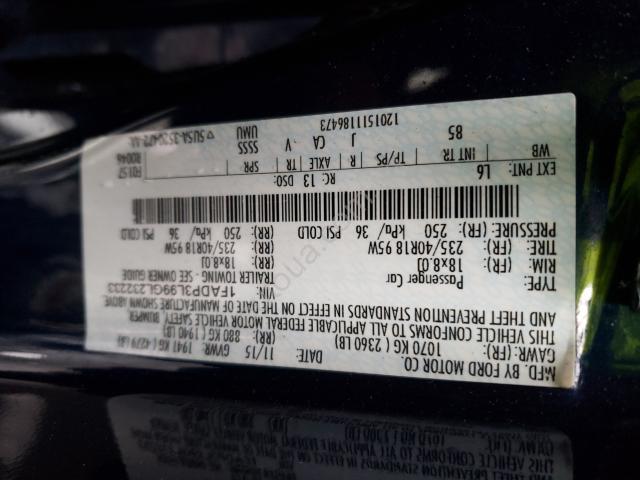 MFD. BY FORD MOTOR CO.
DATE: 11/15 GVWR: 1941 KG ( 4279 LB)
GAWR: (FR): 1070 KG ( 2360 LB) (RR): 880 KG ( 1940 LB)
THIS VEHICLE CONFORMS TO ALL APPLICABLE FEDERAL MOTOR VEHICLE SAFETY, BUMPER,
AND THEFT PREVENTION STANDARDS IN EFFECT ON THE DATE OF MANUFACTURE SHOWN ABOVE.
VIN: 1FADP3L99GL232233
TYPE: Passenger Car TRAILER TOWING - SEE OWNER GUIDE
RIM: (FR): 18x8.0J (RR): 18x8.0J
TIRE (FR): 235/40R18 95W (RR): 235/40R18 95W
PRESSURE: (FR): 250 kPa/ 36 PSI COLD (RR): 250 kPa/ 36 PSI COLD
EXT PNT: L6 RC: 13 DSO: F0157
WB INT TR TP/PS R AXLE TR SPR R0046
85 J CA V SSSS
UMU
1201511186473